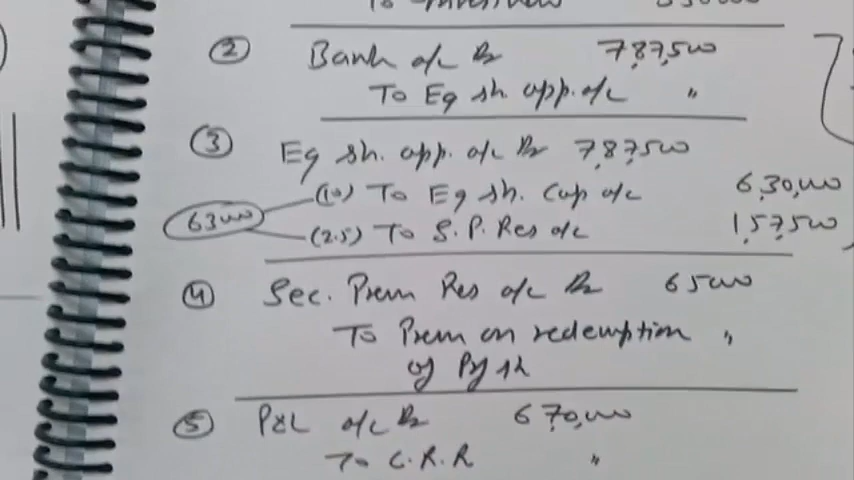 ② Bank a/c Dr 7,87,500
To Eq sh. app. a/c "
③ Eq sh. app. a/c Dr 7,87,500
(10) To Eq sh. Cap a/c 6,30,000
63000 (2.5) To S.P. Res a/c 1,57,500
④ Sec. Prem Res a/c Dr 65000
To Prem on redemption "
of Pf sh
⑤ P&L a/c Dr 6,70,000
To C.R.R "